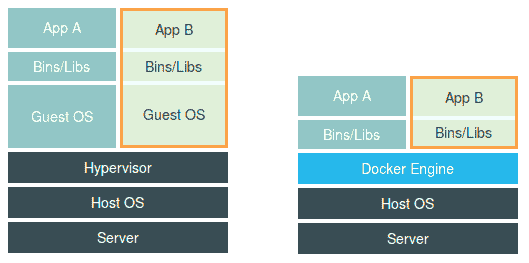 App A
App B
Bins/Libs
Bins/Libs
Guest OS
Guest OS
Hypervisor
Host OS
Server
App A
App B
Bins/Libs
Bins/Libs
Docker Engine
Host OS
Server